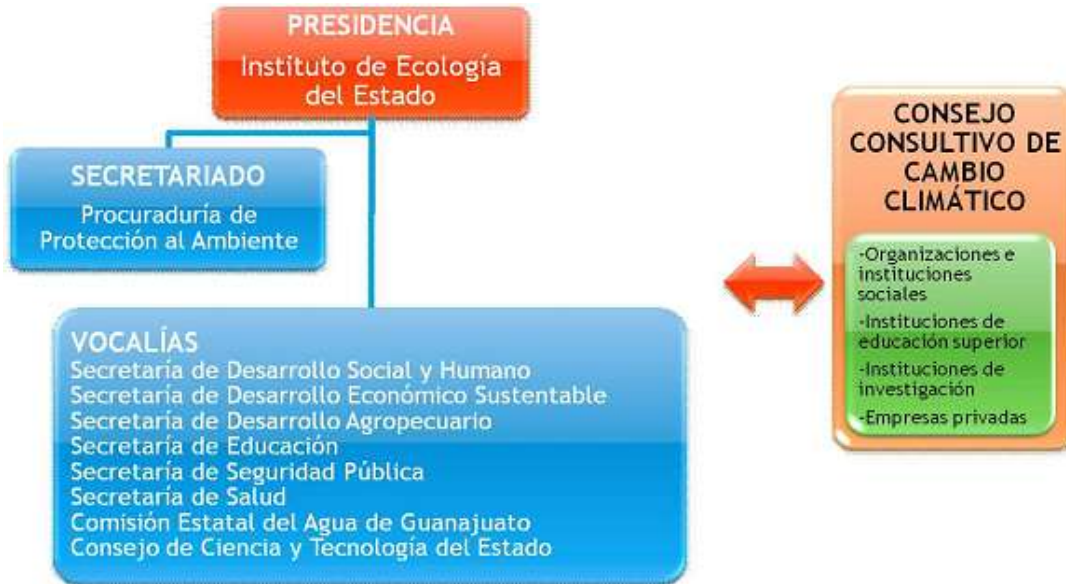 PRESIDENCIA
Instituto de Ecología
del Estado
SECRETARIADO
Procuraduría de
Protección al Ambiente
VOCALÍAS
Secretaría de Desarrollo Social y Humano
Secretaría de Desarrollo Económico Sustentable
Secretaría de Desarrollo Agropecuario
Secretaría de Educación
Secretaría de Seguridad Pública
Secretaría de Salud
Comisión Estatal del Agua de Guanajuato
Consejo de Ciencia y Tecnología del Estado
CONSEJO
CONSULTIVO DE
CAMBIO
CLIMÁTICO
-Organizaciones e
instituciones
sociales
-Instituciones de
educación superior
-Instituciones de
investigación
-Empresas privadas